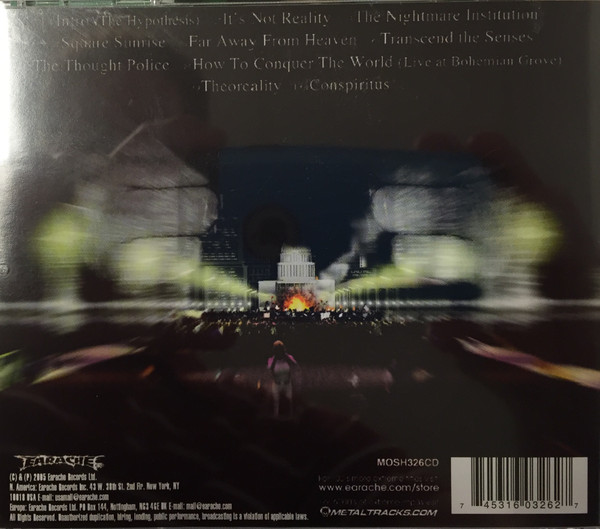 Intro (The Hypothesis) It's Not Reality The Nightmare Institution
Square Sunrise Far Away From Heaven Transcend the Senses
The Thought Police How To Conquer The World (Live at Bohemian Grove)
Theoreality Conspiritus
EARACHE
(C) & (P) 2005 Earache Records Ltd.
N. America: Earache Records Inc. 43 W. 38th St. 2nd Flr, New York, NY
10018 USA E-mail: usamail@earache.com
Europe: Earache Records Ltd. PO Box 144, Nottingham, NG3 4GE UK E-mail: mail@earache.com
All Rights Reserved. Unauthorized duplication, hiring, lending, public performance, broadcasting is a violation of applicable laws.
MOSH326CD
www.earache.com/store
METALTRACKS.COM
7 45316 03262 7